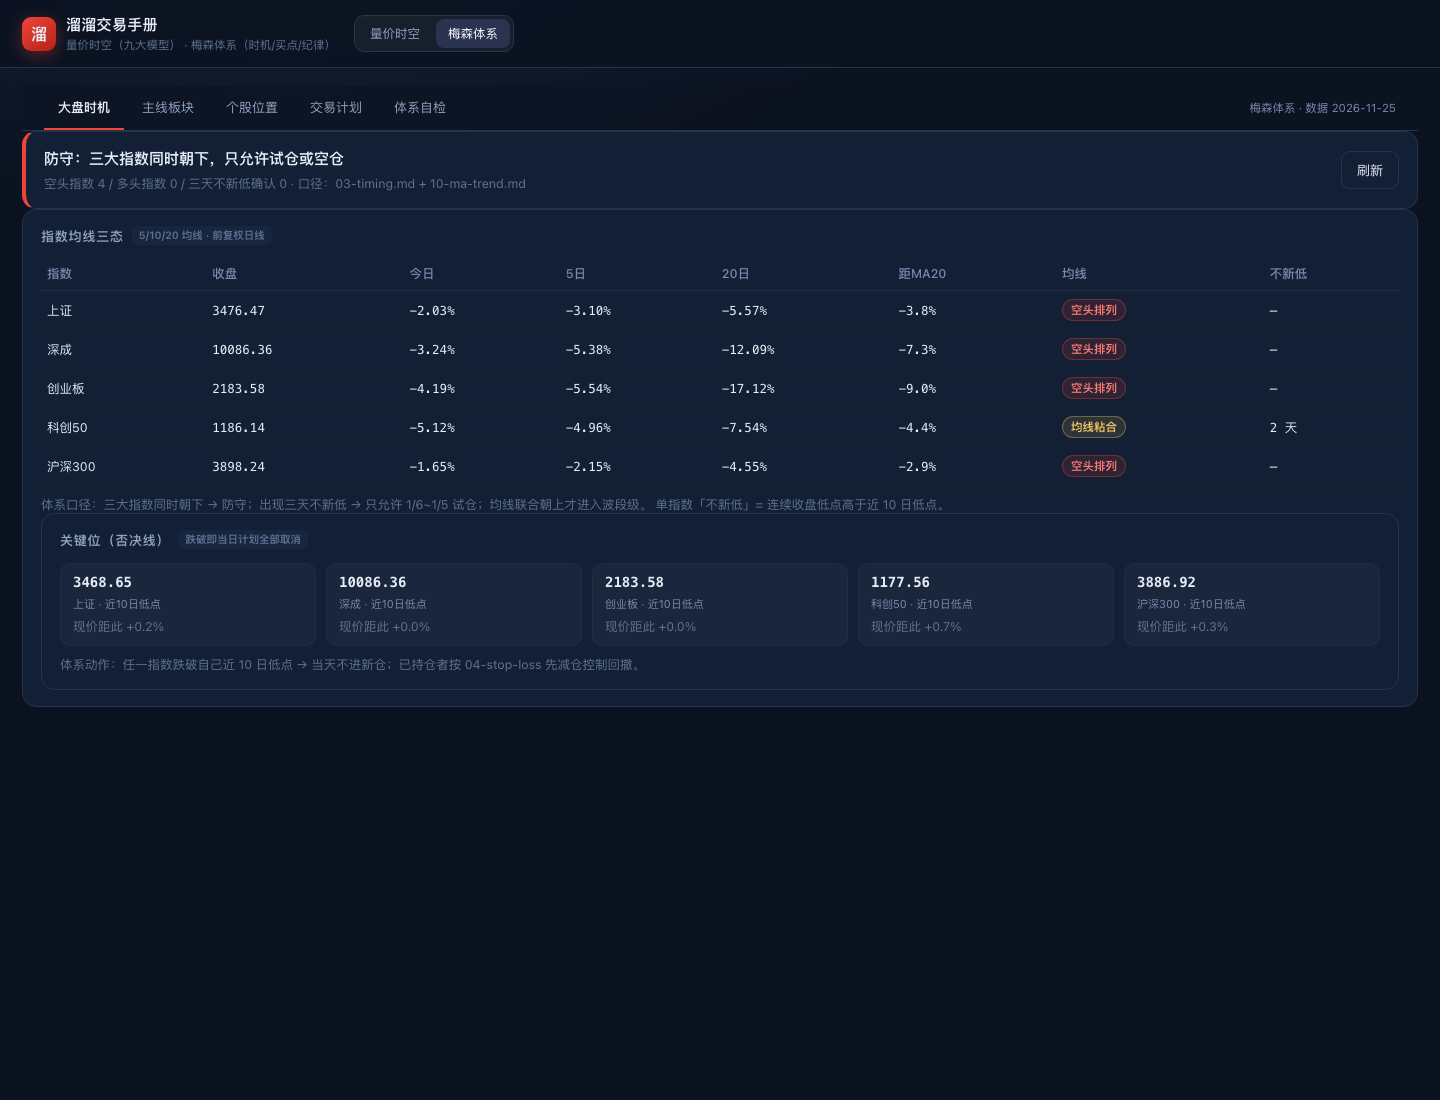 溜
溜溜交易手册
量价时空（九大模型） · 梅森体系（时机/买点/纪律）
量价时空
梅森体系
大盘时机
主线板块
个股位置
交易计划
体系自检
梅森体系 · 数据 2026-11-25
防守：三大指数同时朝下，只允许试仓或空仓
空头指数 4 / 多头指数 0 / 三天不新低确认 0 · 口径：03-timing.md + 10-ma-trend.md
刷新
指数均线三态 5/10/20 均线 · 前复权日线
指数 收盘 今日 5日 20日 距MA20 均线 不新低
上证 3476.47 −2.03% −3.10% −5.57% −3.8% 空头排列 —
深成 10086.36 −3.24% −5.38% −12.09% −7.3% 空头排列 —
创业板 2183.58 −4.19% −5.54% −17.12% −9.0% 空头排列 —
科创50 1186.14 −5.12% −4.96% −7.54% −4.4% 均线粘合 2 天
沪深300 3898.24 −1.65% −2.15% −4.55% −2.9% 空头排列 —
体系口径：三大指数同时朝下 → 防守；出现三天不新低 → 只允许 1/6~1/5 试仓；均线联合朝上才进入波段级。 单指数「不新低」= 连续收盘低点高于近 10 日低点。
关键位（否决线） 跌破即当日计划全部取消
3468.65
上证 · 近10日低点
现价距此 +0.2%
10086.36
深成 · 近10日低点
现价距此 +0.0%
2183.58
创业板 · 近10日低点
现价距此 +0.0%
1177.56
科创50 · 近10日低点
现价距此 +0.7%
3886.92
沪深300 · 近10日低点
现价距此 +0.3%
体系动作：任一指数跌破自己近 10 日低点 → 当天不进新仓；已持仓者按 04-stop-loss 先减仓控制回撤。